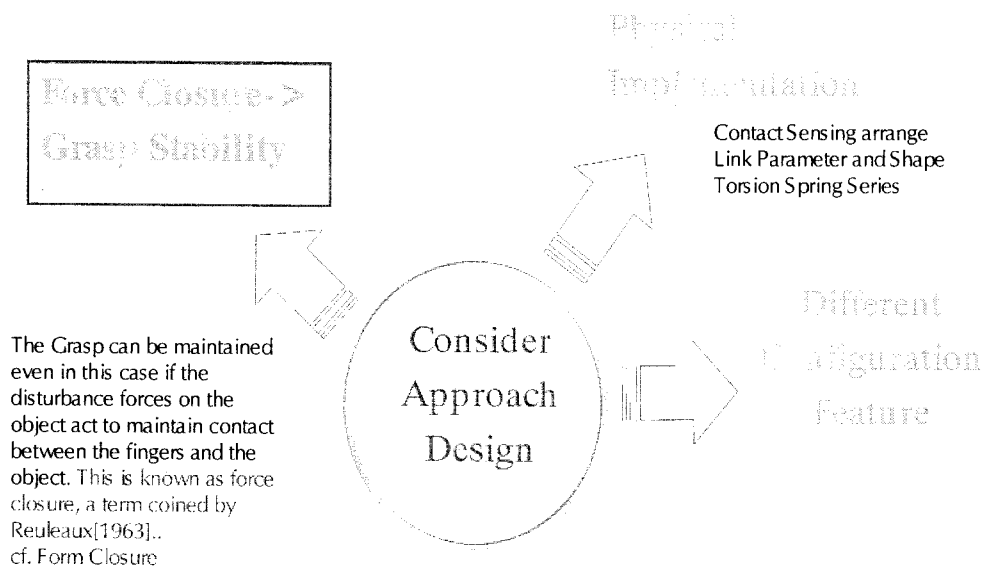 Physical
Implementation
Force Closure->
Grasp Stability
Contact Sensing arrange
Link Parameter and Shape
Torsion Spring Series
Consider
Approach
Design
Different
Configuration
Feature
The Grasp can be maintained
even in this case if the
disturbance forces on the
object act to maintain contact
between the fingers and the
object. This is known as force
closure, a term coined by
Reuleaux[1963]..
cf. Form Closure